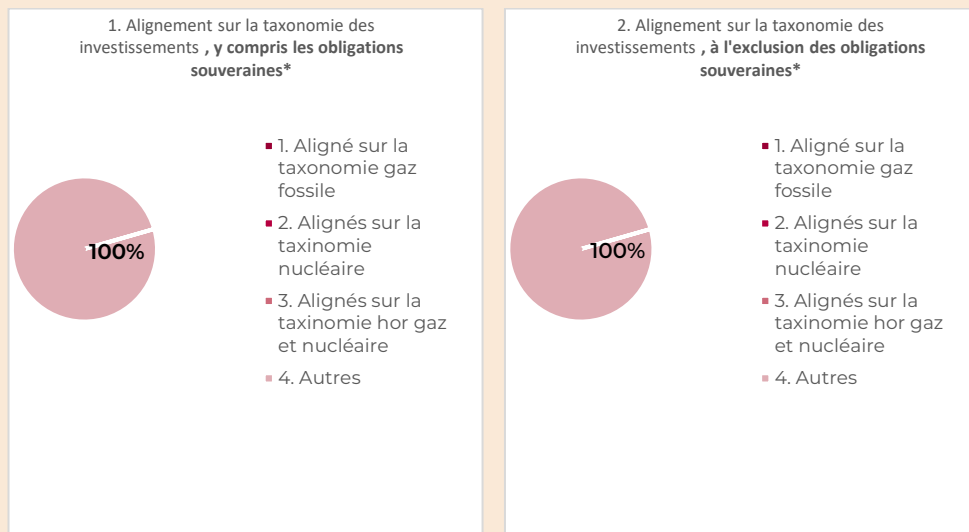 1. Alignement sur la taxonomie des
investissements , y compris les obligations
souveraines*
100%
1. Aligné sur la
taxonomie gaz
fossile
2. Alignés sur la
taxinomie
nucléaire
3. Alignés sur la
taxinomie hor gaz
et nucléaire
4. Autres
2. Alignement sur la taxonomie des
investissements , à l'exclusion des obligations
souveraines*
100%
1. Aligné sur la
taxonomie gaz
fossile
2. Alignés sur la
taxinomie
nucléaire
3. Alignés sur la
taxinomie hor gaz
et nucléaire
4. Autres